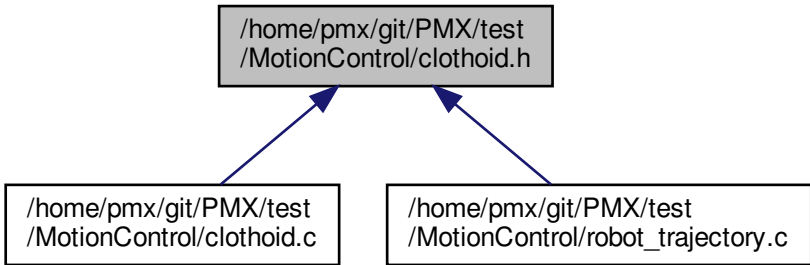 /home/pmx/git/PMX/test
/MotionControl/clothoid.h
/home/pmx/git/PMX/test
/MotionControl/clothoid.c
/home/pmx/git/PMX/test
/MotionControl/robot_trajectory.c